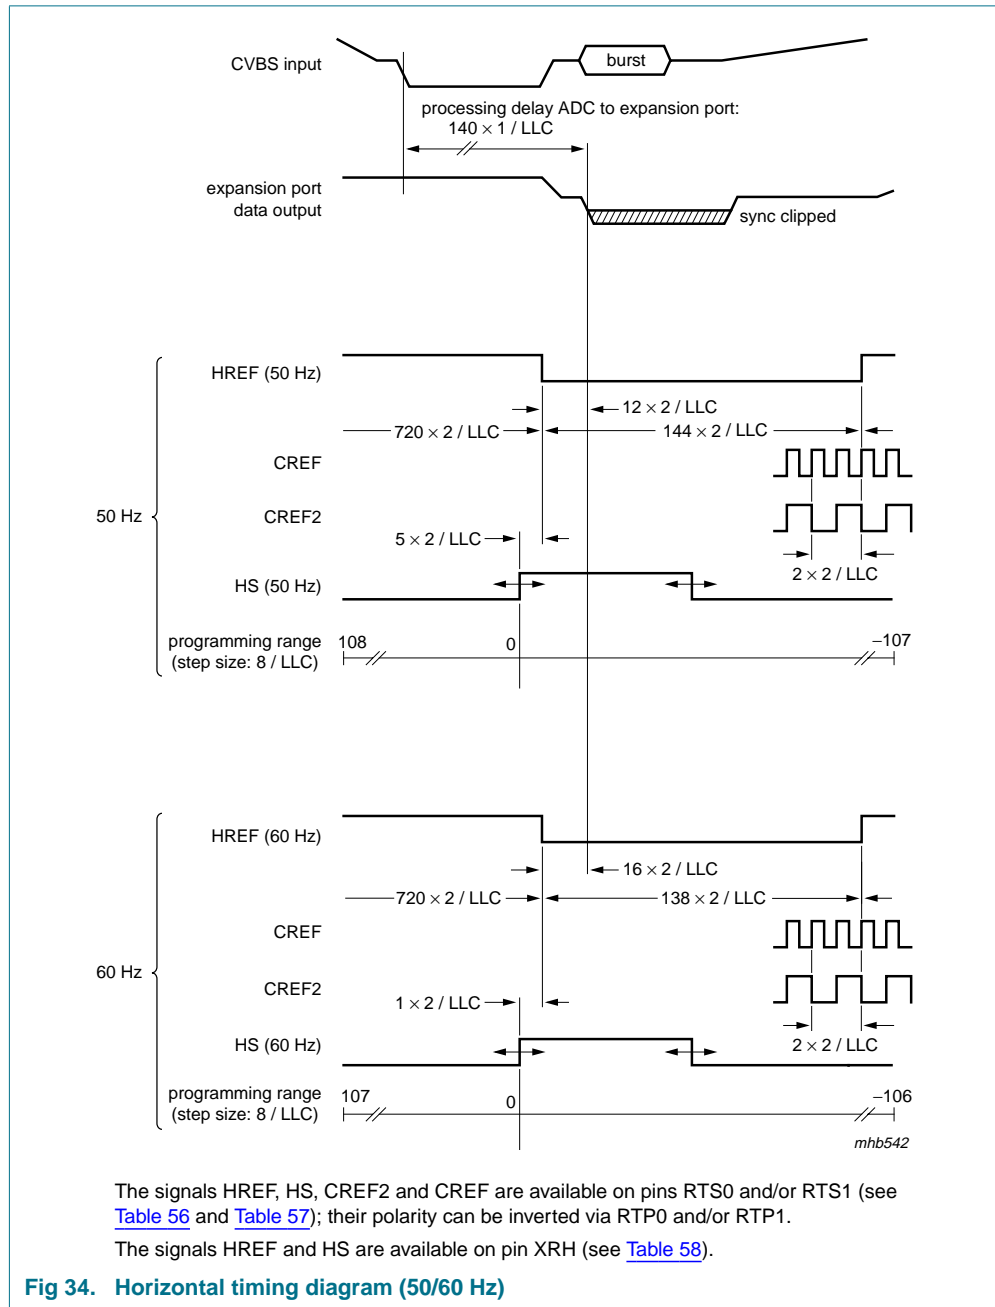 CVBS input
burst
processing delay ADC to expansion port:
140 × 1 / LLC
expansion port
data output
sync clipped
50 Hz
HREF (50 Hz)
12 × 2 / LLC
720 × 2 / LLC
144 × 2 / LLC
CREF
CREF2
5 × 2 / LLC
2 × 2 / LLC
HS (50 Hz)
programming range
(step size: 8 / LLC)
108
0
−107
60 Hz
HREF (60 Hz)
16 × 2 / LLC
720 × 2 / LLC
138 × 2 / LLC
CREF
CREF2
1 × 2 / LLC
2 × 2 / LLC
HS (60 Hz)
programming range
(step size: 8 / LLC)
107
0
−106
mhb542
The signals HREF, HS, CREF2 and CREF are available on pins RTS0 and/or RTS1 (see
Table 56 and Table 57); their polarity can be inverted via RTP0 and/or RTP1.
The signals HREF and HS are available on pin XRH (see Table 58).
Fig 34. Horizontal timing diagram (50/60 Hz)